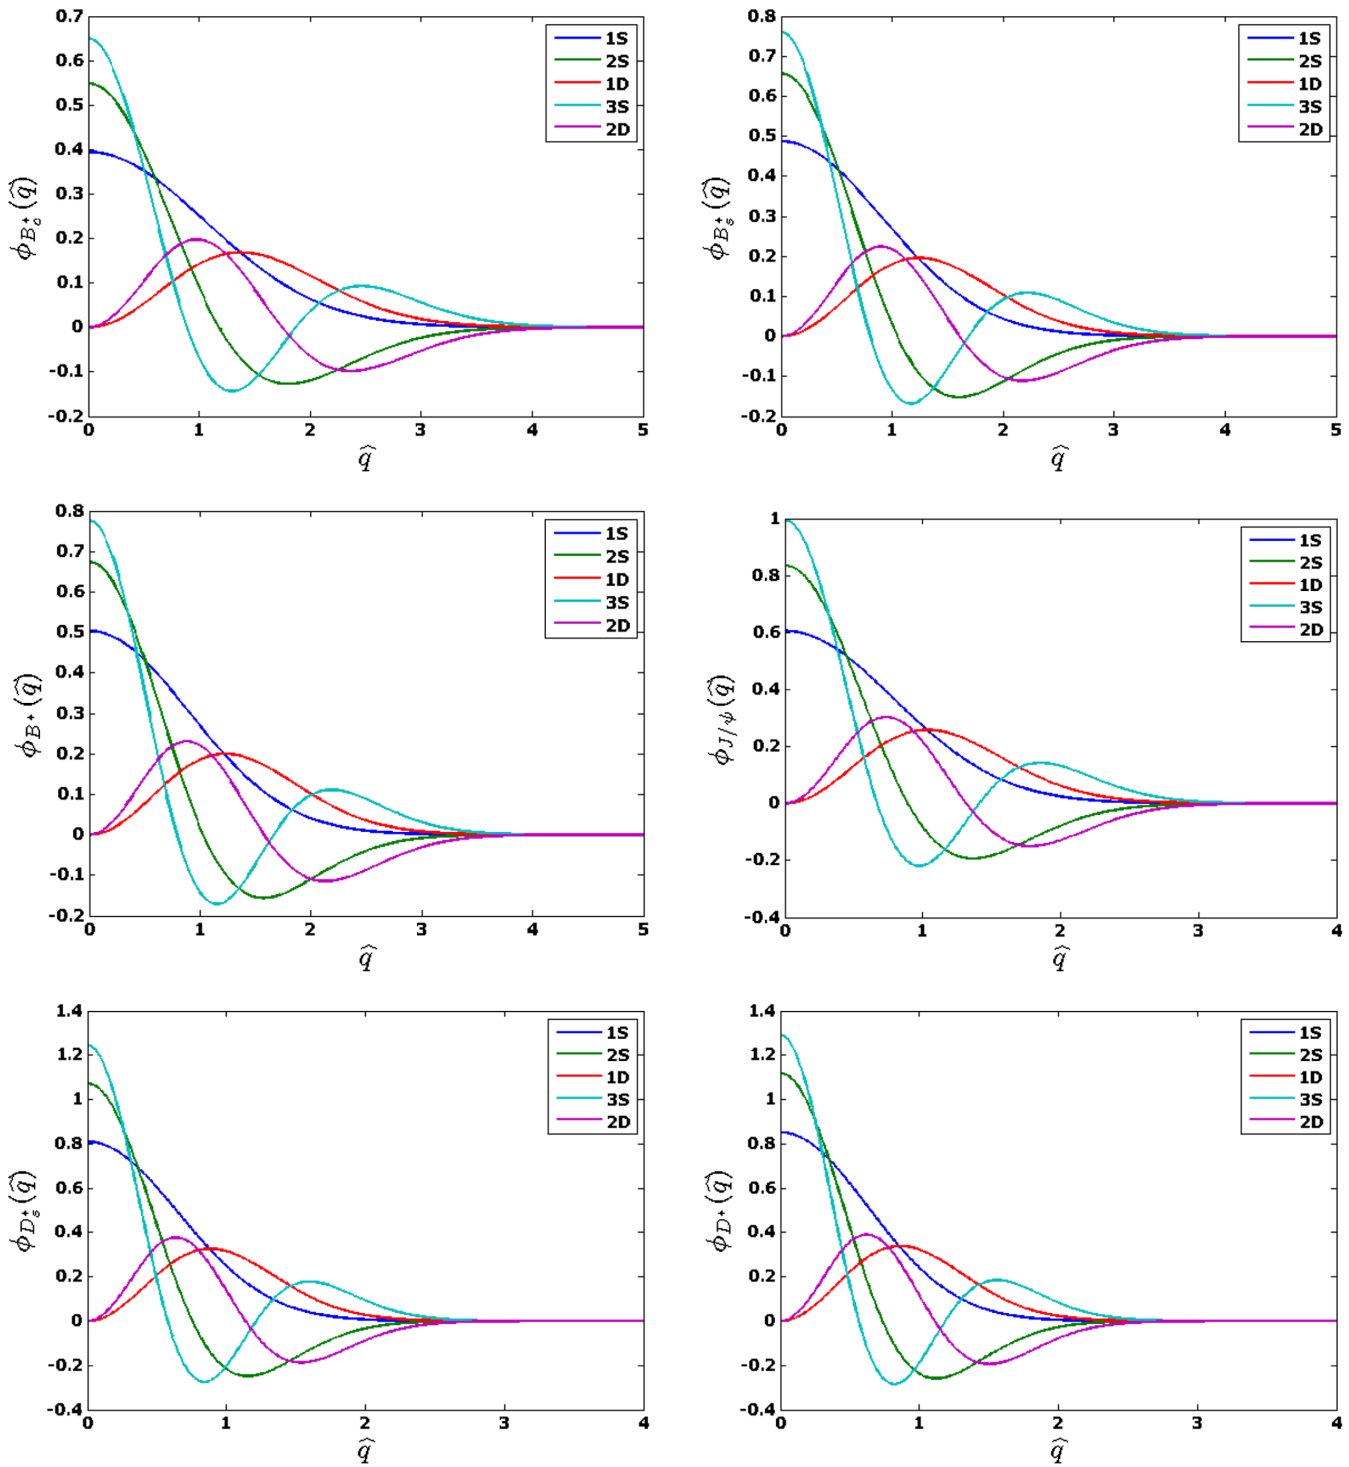 0.7
0.6
0.5
0.4
0.3
0.2
0.1
0
-0.1
-0.2
0 1 2 3 4 5
1S
2S
1D
3S
2D
ϕ_{B_c^*}(q̂)
q̂
0.8
0.7
0.6
0.5
0.4
0.3
0.2
0.1
0
-0.1
-0.2
0 1 2 3 4 5
1S
2S
1D
3S
2D
ϕ_{B_s^*}(q̂)
q̂
0.8
0.7
0.6
0.5
0.4
0.3
0.2
0.1
0
-0.1
-0.2
0 1 2 3 4 5
1S
2S
1D
3S
2D
ϕ_{B^*}(q̂)
q̂
1
0.8
0.6
0.4
0.2
0
-0.2
-0.4
0 1 2 3 4
1S
2S
1D
3S
2D
ϕ_{J/ψ}(q̂)
q̂
1.4
1.2
1
0.8
0.6
0.4
0.2
0
-0.2
-0.4
0 1 2 3 4
1S
2S
1D
3S
2D
ϕ_{D_s^*}(q̂)
q̂
1.4
1.2
1
0.8
0.6
0.4
0.2
0
-0.2
-0.4
0 1 2 3 4
1S
2S
1D
3S
2D
ϕ_{D^*}(q̂)
q̂